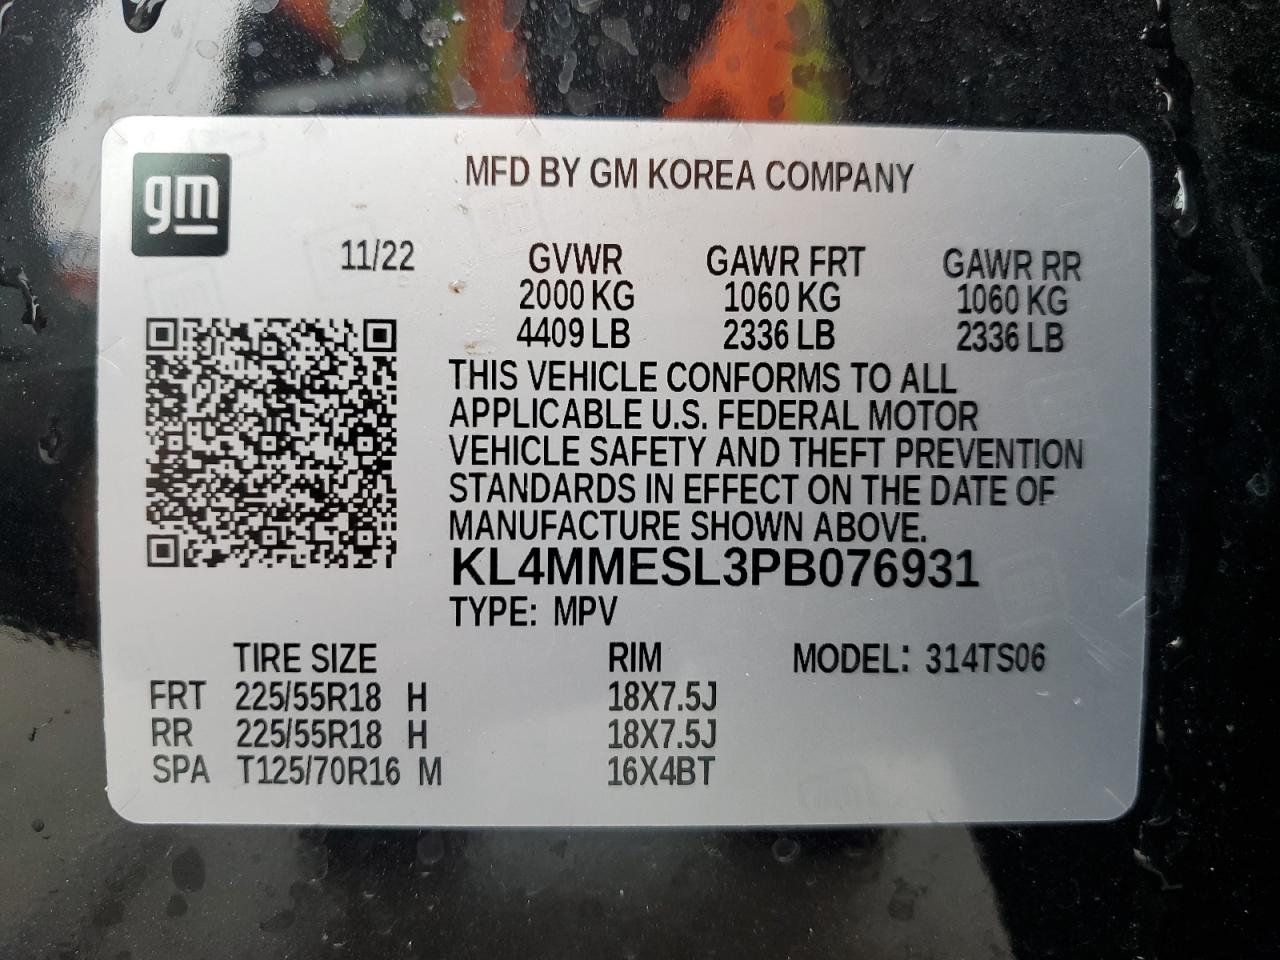 gm
MFD BY GM KOREA COMPANY
11/22 GVWR GAWR FRT GAWR RR
2000 KG 1060 KG 1060 KG
4409 LB 2336 LB 2336 LB
THIS VEHICLE CONFORMS TO ALL
APPLICABLE U.S. FEDERAL MOTOR
VEHICLE SAFETY AND THEFT PREVENTION
STANDARDS IN EFFECT ON THE DATE OF
MANUFACTURE SHOWN ABOVE.
KL4MMESL3PB076931
TYPE: MPV
TIRE SIZE RIM MODEL: 314TS06
FRT 225/55R18 H 18X7.5J
RR 225/55R18 H 18X7.5J
SPA T125/70R16 M 16X4BT